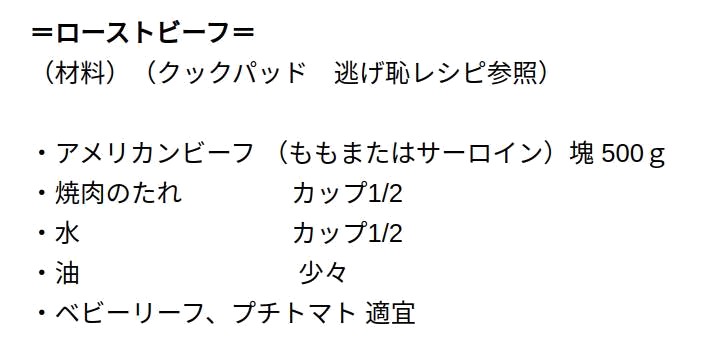 ＝ローストビーフ＝
（材料）（クックパッド　逃げ恥レシピ参照）
・アメリカンビーフ （ももまたはサーロイン）塊 500ｇ
・焼肉のたれ　　　　カップ1/2
・水　　　　　　　　カップ1/2
・油　　　　　　　　少々
・ベビーリーフ、プチトマト 適宜